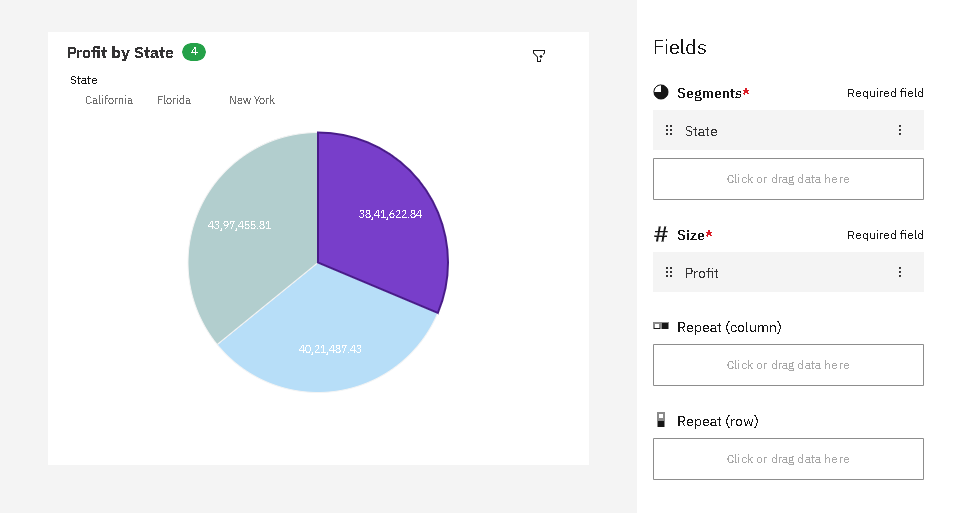 Profit by State 4
State
California Florida New York
38,41,622.84
43,97,455.81
40,21,487.43
Fields
Segments* Required field
State
Click or drag data here
# Size* Required field
Profit
Repeat (column)
Click or drag data here
Repeat (row)
Click or drag data here